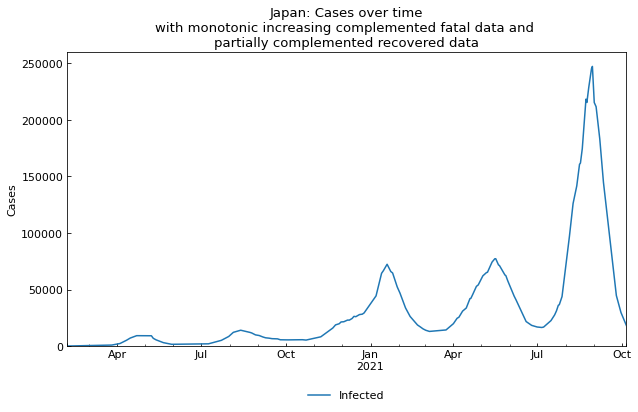 Japan: Cases over time
with monotonic increasing complemented fatal data and
partially complemented recovered data
250000
200000
150000
100000
50000
0
Cases
Apr
Jul
Oct
Jan
2021
Apr
Jul
Oct
Infected